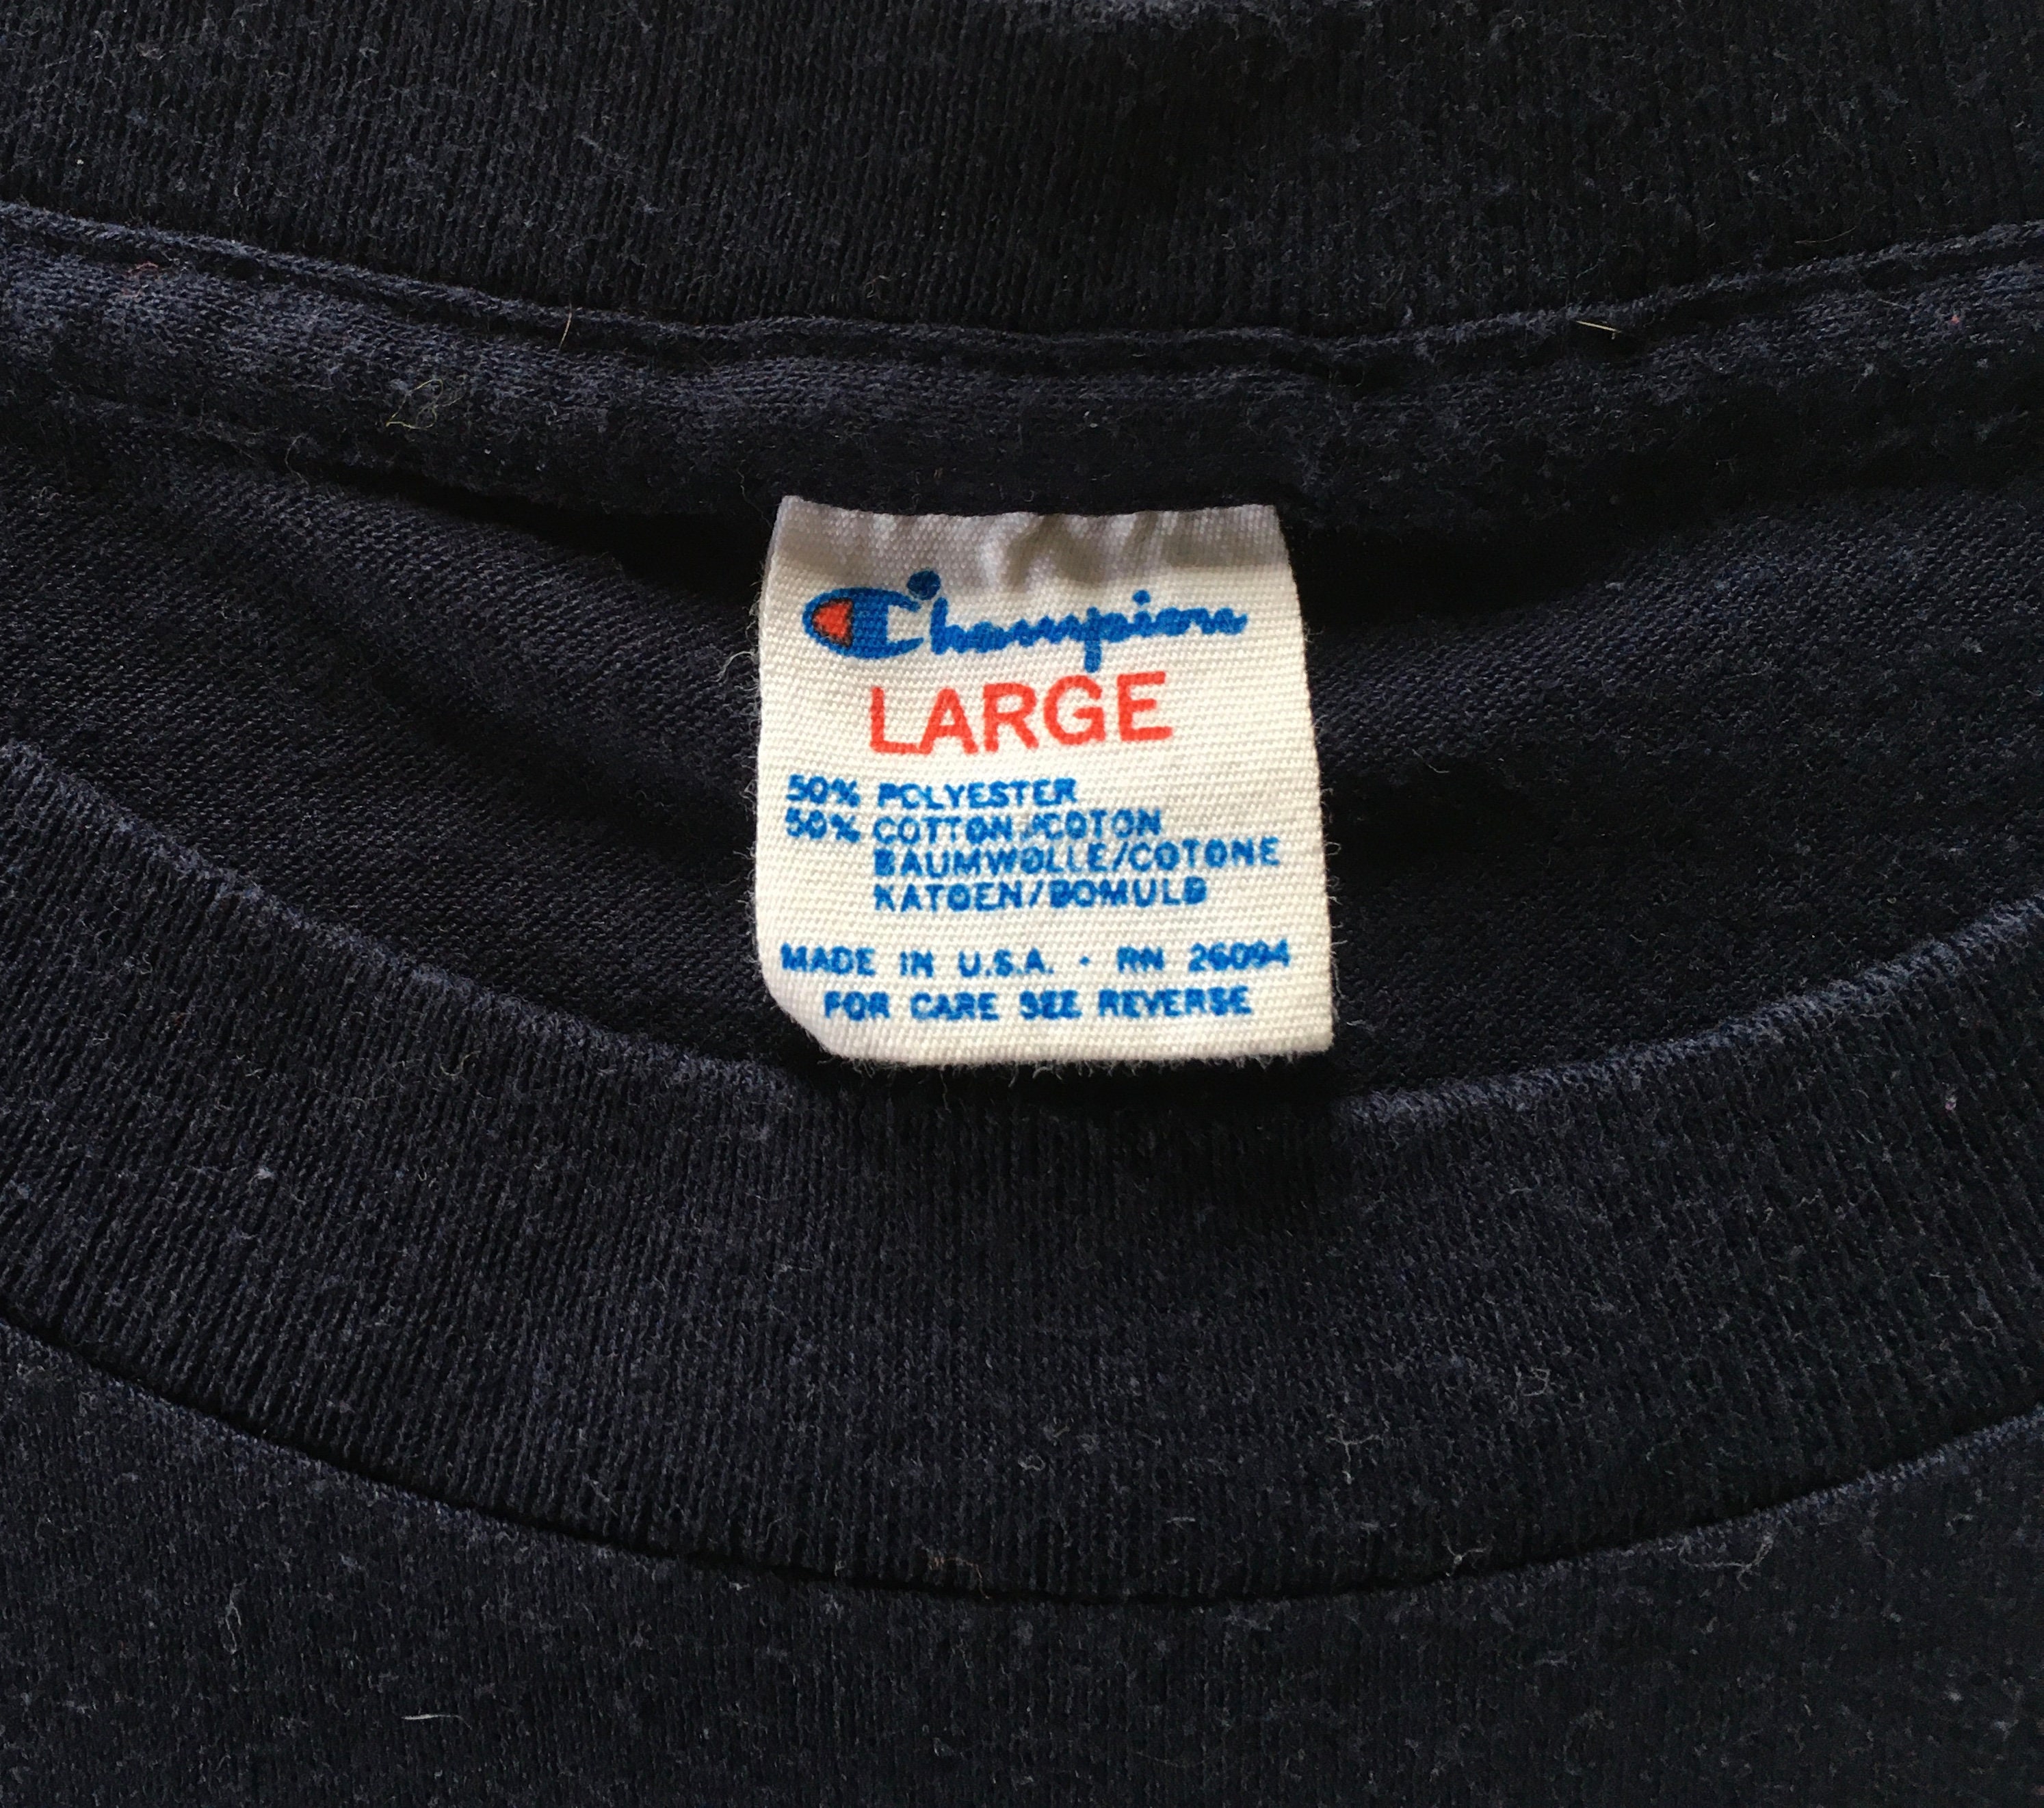 Champion
LARGE
50% POLYESTER
50% COTTON/COTON
BAUMWOLLE/COTONE
KATOEN/BOMULD
MADE IN U.S.A. · RN 26094
FOR CARE SEE REVERSE